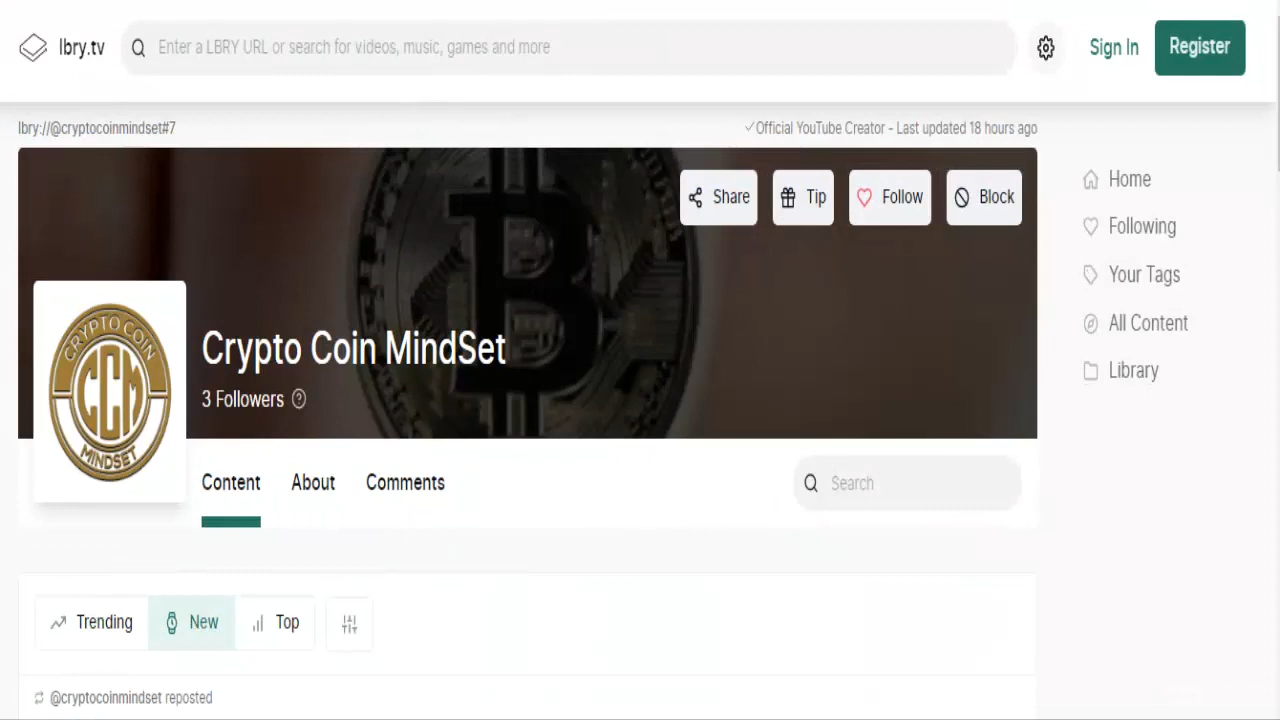 lbry.tv Enter a LBRY URL or search for videos, music, games and more Sign In Register
lbry://@cryptocoinmindset#7 Official YouTube Creator - Last updated 18 hours ago
Share Tip Follow Block
Home
Following
Your Tags
All Content
Library
CRYPTO COIN
CCM
MINDSET
Crypto Coin MindSet
3 Followers
Content About Comments Search
Trending New Top
@cryptocoinmindset reposted